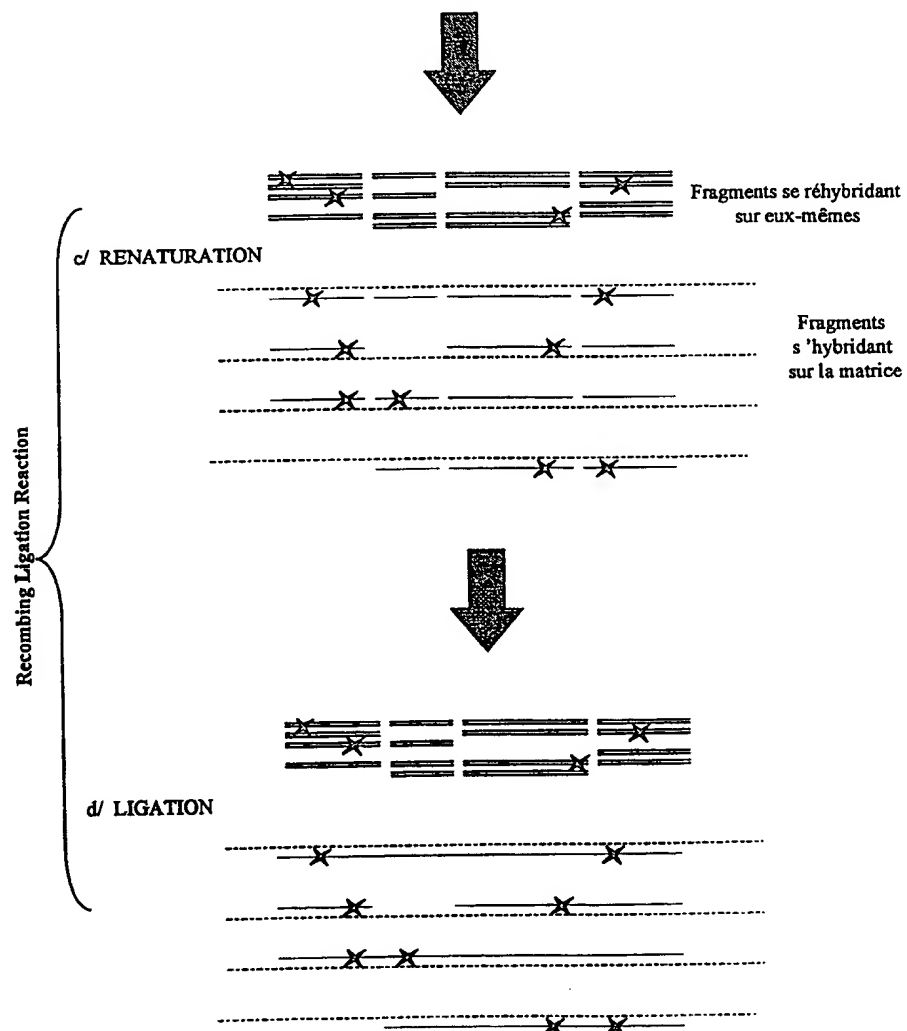 Fragments se réhybridant
sur eux-mêmes
c/ RENATURATION
Fragments
s 'hybridant
sur la matrice
Recombing Ligation Reaction
d/ LIGATION